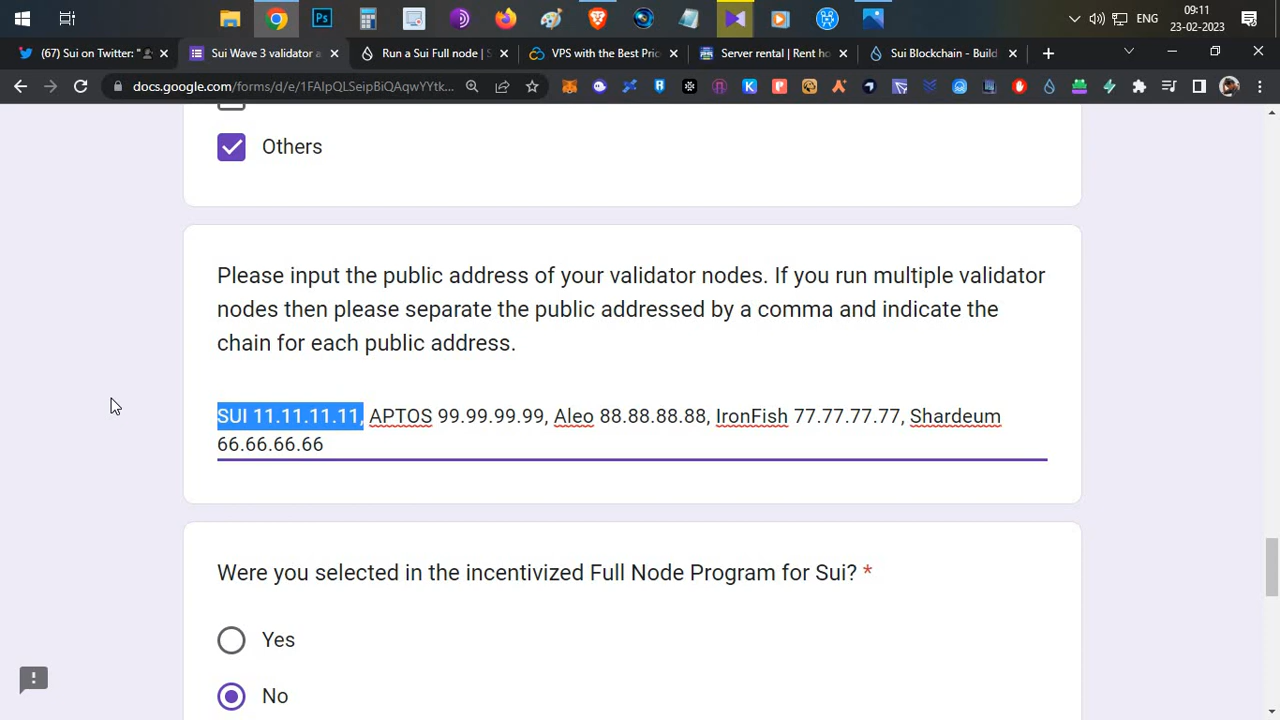 09:11
ENG
23-02-2023
(67) Sui on Twitter: "
Sui Wave 3 validator a
Run a Sui Full node | S
VPS with the Best Pric
Server rental | Rent ho
Sui Blockchain - Build
docs.google.com/forms/d/e/1FAIpQLSeipBiQAqwYYtk...
Others
Please input the public address of your validator nodes. If you run multiple validator
nodes then please separate the public addressed by a comma and indicate the
chain for each public address.
SUI 11.11.11.11, APTOS 99.99.99.99, Aleo 88.88.88.88, IronFish 77.77.77.77, Shardeum
66.66.66.66
Were you selected in the incentivized Full Node Program for Sui? *
Yes
No